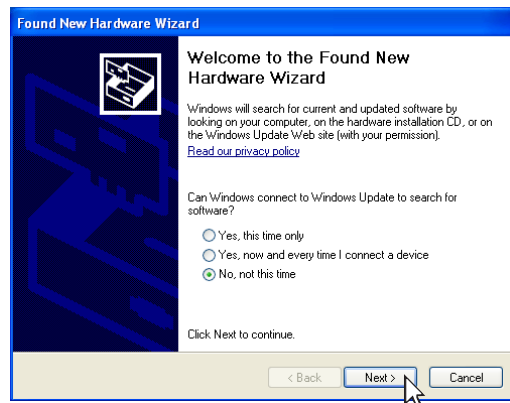 Found New Hardware Wizard
Welcome to the Found New
Hardware Wizard
Windows will search for current and updated software by
looking on your computer, on the hardware installation CD, or on
the Windows Update Web site (with your permission).
Read our privacy policy
Can Windows connect to Windows Update to search for
software?
Yes, this time only
Yes, now and every time I connect a device
No, not this time
Click Next to continue.
< Back Next > Cancel